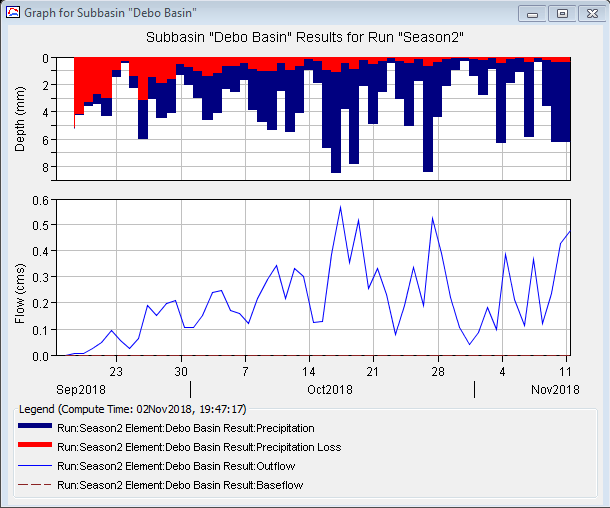 Graph for Subbasin "Debo Basin"
Subbasin "Debo Basin" Results for Run "Season2"
Depth (mm)
0
2
4
6
8
Flow (cms)
0.6
0.5
0.4
0.3
0.2
0.1
0.0
23 30 7 14 21 28 4 11
Sep2018 Oct2018 Nov2018
Legend (Compute Time: 02Nov2018, 19:47:17)
Run:Season2 Element:Debo Basin Result:Precipitation
Run:Season2 Element:Debo Basin Result:Precipitation Loss
Run:Season2 Element:Debo Basin Result:Outflow
Run:Season2 Element:Debo Basin Result:Baseflow